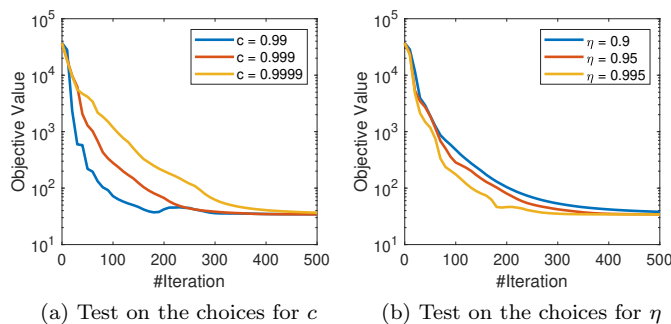 10^5
10^4
10^3
10^2
10^1
Objective Value
c = 0.99
c = 0.999
c = 0.9999
0 100 200 300 400 500
#Iteration
(a) Test on the choices for c
10^5
10^4
10^3
10^2
10^1
Objective Value
η = 0.9
η = 0.95
η = 0.995
0 100 200 300 400 500
#Iteration
(b) Test on the choices for η